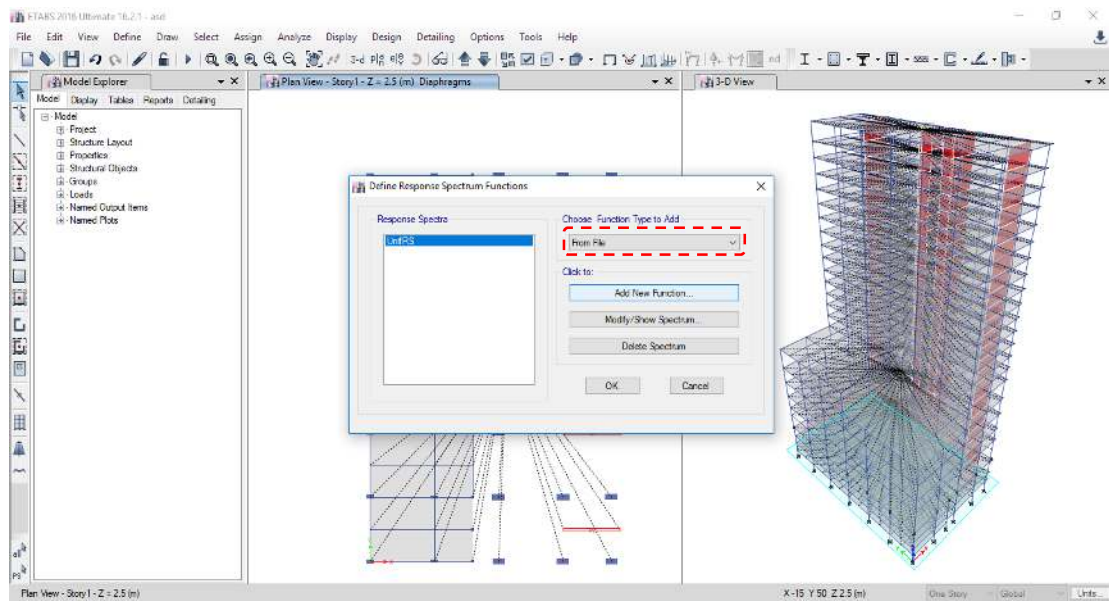 ETABS 2016 Ultimate 16.2.1 - asd
File Edit View Define Draw Select Assign Analyze Display Design Detailing Options Tools Help
3-d
nd
Model Explorer
Plan View - Story1 - Z = 2.5 (m) Diaphragms
3-D View
Model Display Tables Reports Detailing
Model
Project
Structure Layout
Properties
Structural Objects
Groups
Loads
Named Output Items
Named Plots
Define Response Spectrum Functions
Response Spectra
UnifRS
Choose Function Type to Add
From File
Click to:
Add New Function...
Modify/Show Spectrum...
Delete Spectrum
OK
Cancel
all
ps
Plan View - Story1 - Z = 2.5 (m)
X -15 Y 50 Z 2.5 (m)
One Story
Global
Units...